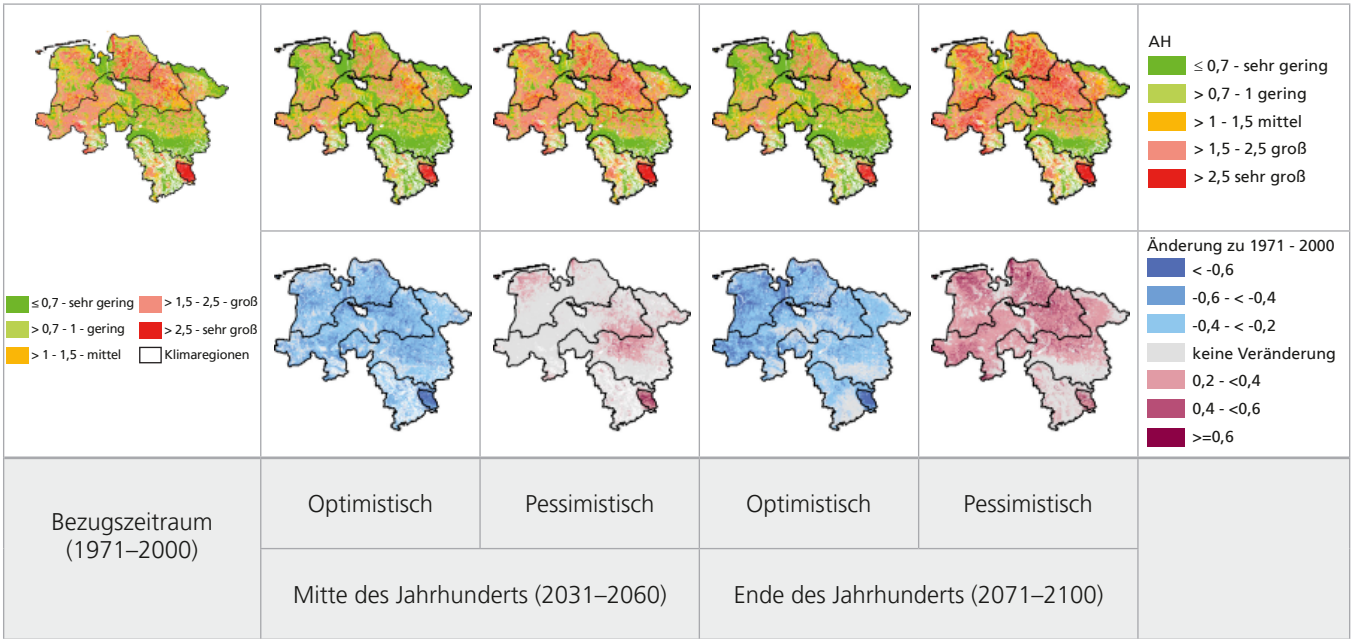 AH
≤ 0,7 - sehr gering
> 0,7 - 1 gering
> 1 - 1,5 mittel
> 1,5 - 2,5 groß
> 2,5 sehr groß
≤ 0,7 - sehr gering
> 0,7 - 1 - gering
> 1 - 1,5 - mittel
> 1,5 - 2,5 - groß
> 2,5 - sehr groß
Klimaregionen
Änderung zu 1971 - 2000
< -0,6
-0,6 - < -0,4
-0,4 - < -0,2
keine Veränderung
0,2 - <0,4
0,4 - <0,6
>=0,6
Bezugszeitraum
(1971–2000)
Optimistisch
Pessimistisch
Optimistisch
Pessimistisch
Mitte des Jahrhunderts (2031–2060)
Ende des Jahrhunderts (2071–2100)